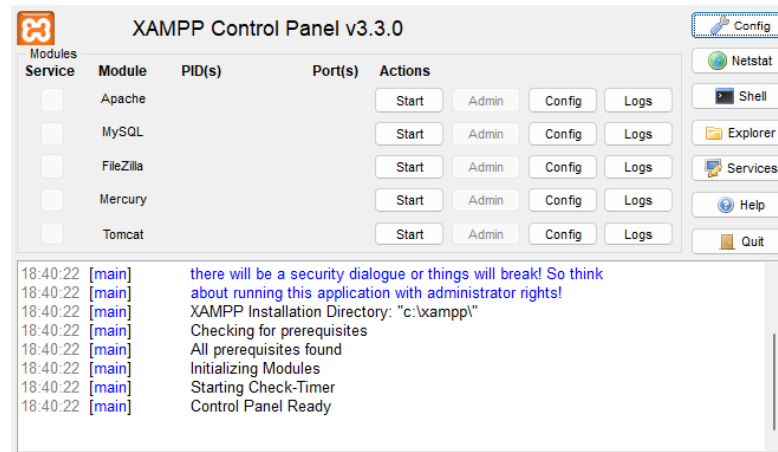 XAMPP Control Panel v3.3.0
Config
Modules
Service Module PID(s) Port(s) Actions
Netstat
Apache Start Admin Config Logs
Shell
MySQL Start Admin Config Logs
Explorer
FileZilla Start Admin Config Logs
Services
Mercury Start Admin Config Logs
Help
Tomcat Start Admin Config Logs
Quit
18:40:22 [main] there will be a security dialogue or things will break! So think
18:40:22 [main] about running this application with administrator rights!
18:40:22 [main] XAMPP Installation Directory: "c:\xampp\"
18:40:22 [main] Checking for prerequisites
18:40:22 [main] All prerequisites found
18:40:22 [main] Initializing Modules
18:40:22 [main] Starting Check-Timer
18:40:22 [main] Control Panel Ready